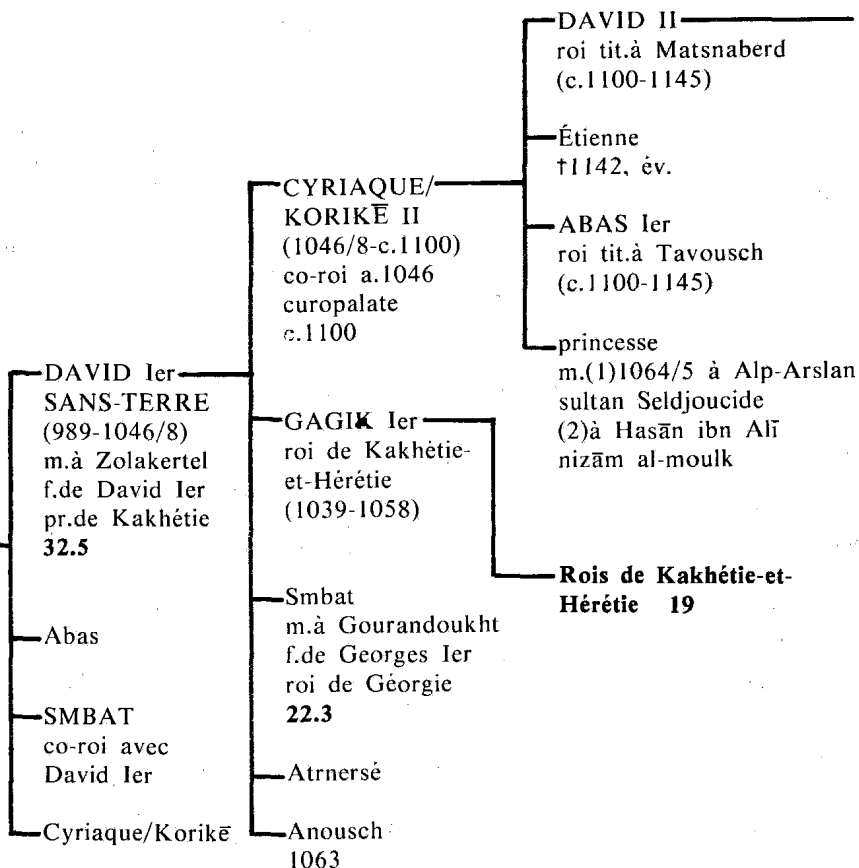 DAVID II
roi tit.à Matsnaberd
(c.1100-1145)
Étienne
†1142, év.
CYRIAQUE/
KORIKĒ II
(1046/8-c.1100)
co-roi a.1046
curopalate
c.1100
ABAS Ier
roi tit.à Tavousch
(c.1100-1145)
princesse
m.(1)1064/5 à Alp-Arslan
sultan Seldjoucide
(2)à Hasān ibn Alī
nizām al-moulk
DAVID Ier
SANS-TERRE
(989-1046/8)
m.à Zolakertel
f.de David Ier
pr.de Kakhétie
32.5
GAGIK Ier
roi de Kakhétie-
et-Hérétie
(1039-1058)
Rois de Kakhétie-et-
Hérétie 19
Smbat
m.à Gourandoukht
f.de Georges Ier
roi de Géorgie
22.3
Abas
SMBAT
co-roi avec
David Ier
Atrnersé
Cyriaque/Korikē
Anousch
1063